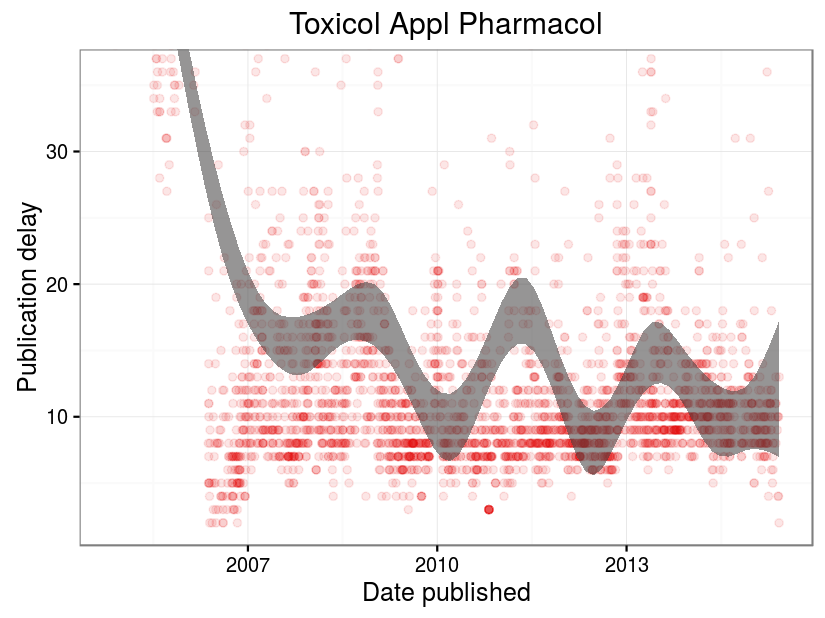 Toxicol Appl Pharmacol
Publication delay
30
20
10
2007 2010 2013
Date published